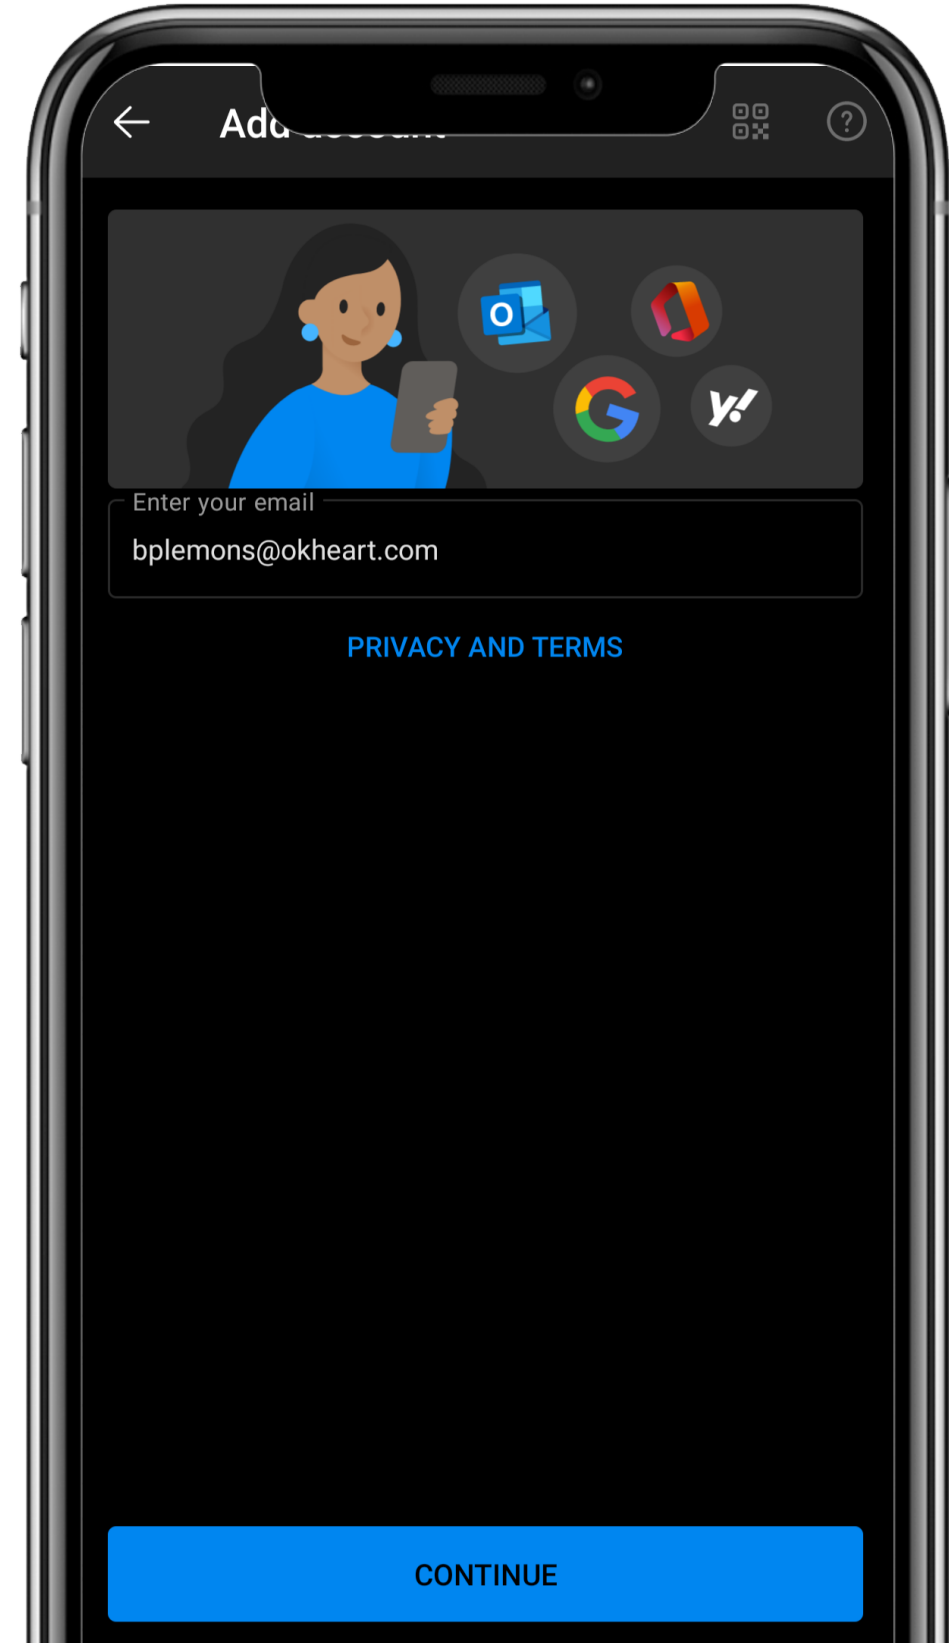 Add
Enter your email
bplemons@okheart.com
PRIVACY AND TERMS
CONTINUE